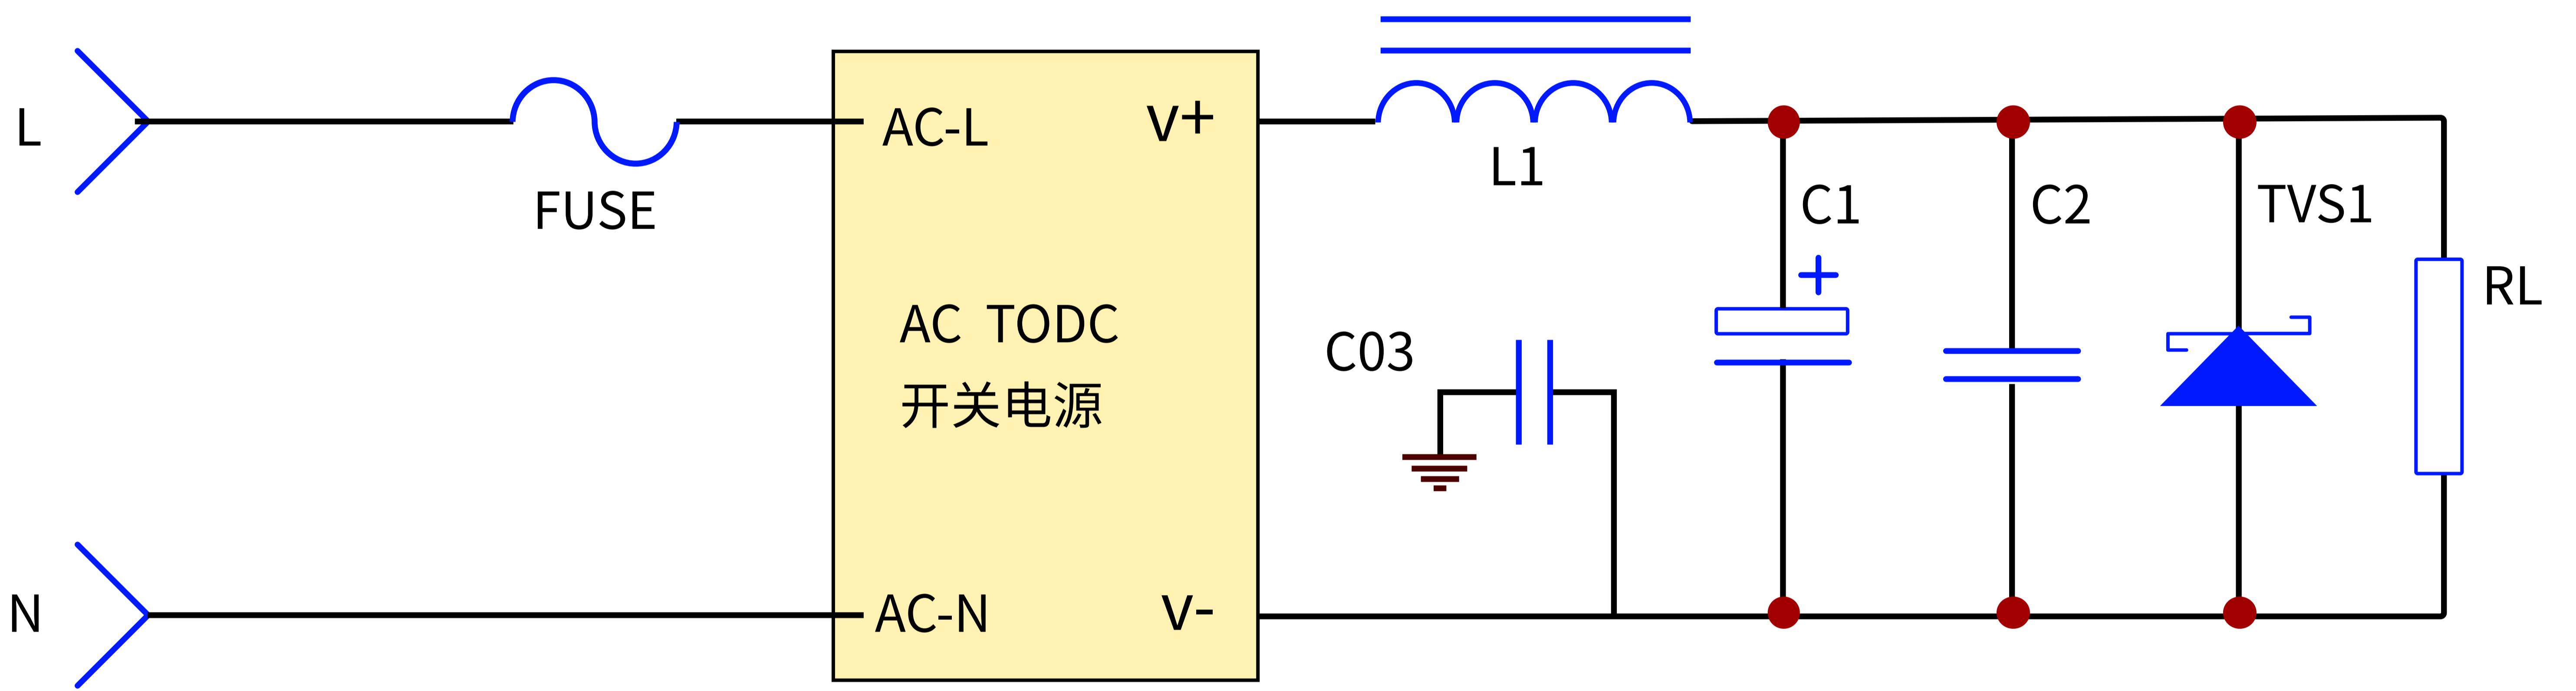 L
FUSE
AC-L
V+
L1
C1
C2
TVS1
+
RL
AC TODC
开关电源
C03
N
AC-N
V-